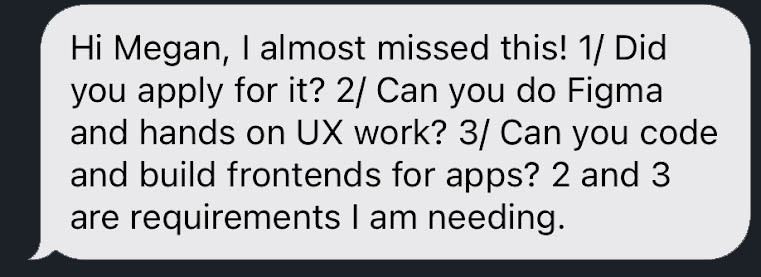 Hi Megan, I almost missed this! 1/ Did
you apply for it? 2/ Can you do Figma
and hands on UX work? 3/ Can you code
and build frontends for apps? 2 and 3
are requirements I am needing.